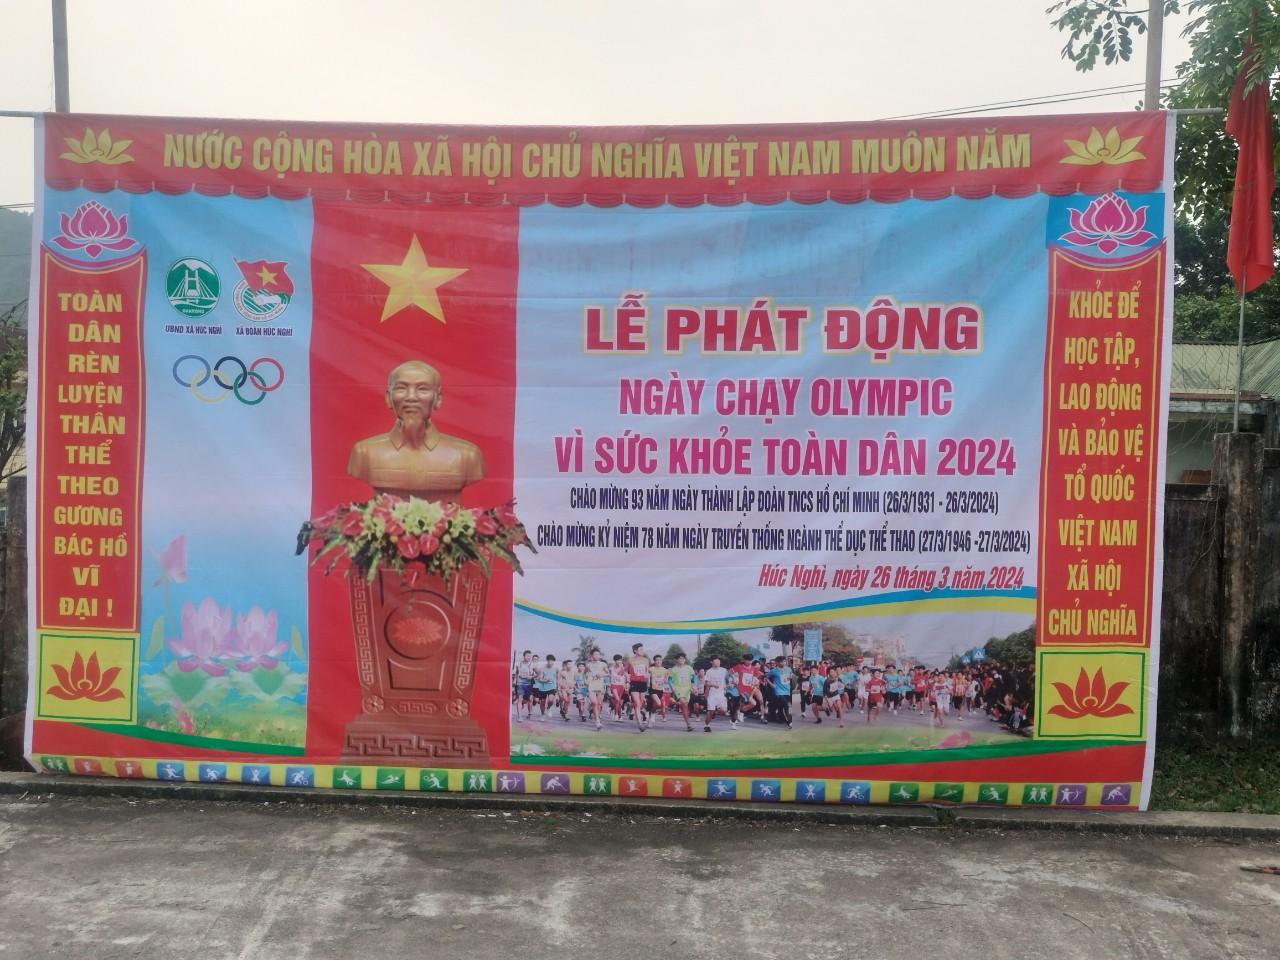 NƯỚC CỘNG HÒA XÃ HỘI CHỦ NGHĨA VIỆT NAM MUÔN NĂM
TOÀN
DÂN
RÈN
LUYỆN
THÂN
THỂ
THEO
GƯƠNG
BÁC HỒ
VĨ
ĐẠI !
UBND XÃ HÚC NGHÌ
XÃ ĐOÀN HÚC NGHÌ
LỄ PHÁT ĐỘNG
NGÀY CHẠY OLYMPIC
VÌ SỨC KHỎE TOÀN DÂN 2024
CHÀO MỪNG 93 NĂM NGÀY THÀNH LẬP ĐOÀN TNCS HỒ CHÍ MINH (26/3/1931 - 26/3/2024)
CHÀO MỪNG KỶ NIỆM 78 NĂM NGÀY TRUYỀN THỐNG NGÀNH THỂ DỤC THỂ THAO (27/3/1946 -27/3/2024)
Húc Nghì, ngày 26 tháng 3 năm 2024
KHỎE ĐỂ
HỌC TẬP,
LAO ĐỘNG
VÀ BẢO VỆ
TỔ QUỐC
VIỆT NAM
XÃ HỘI
CHỦ NGHĨA